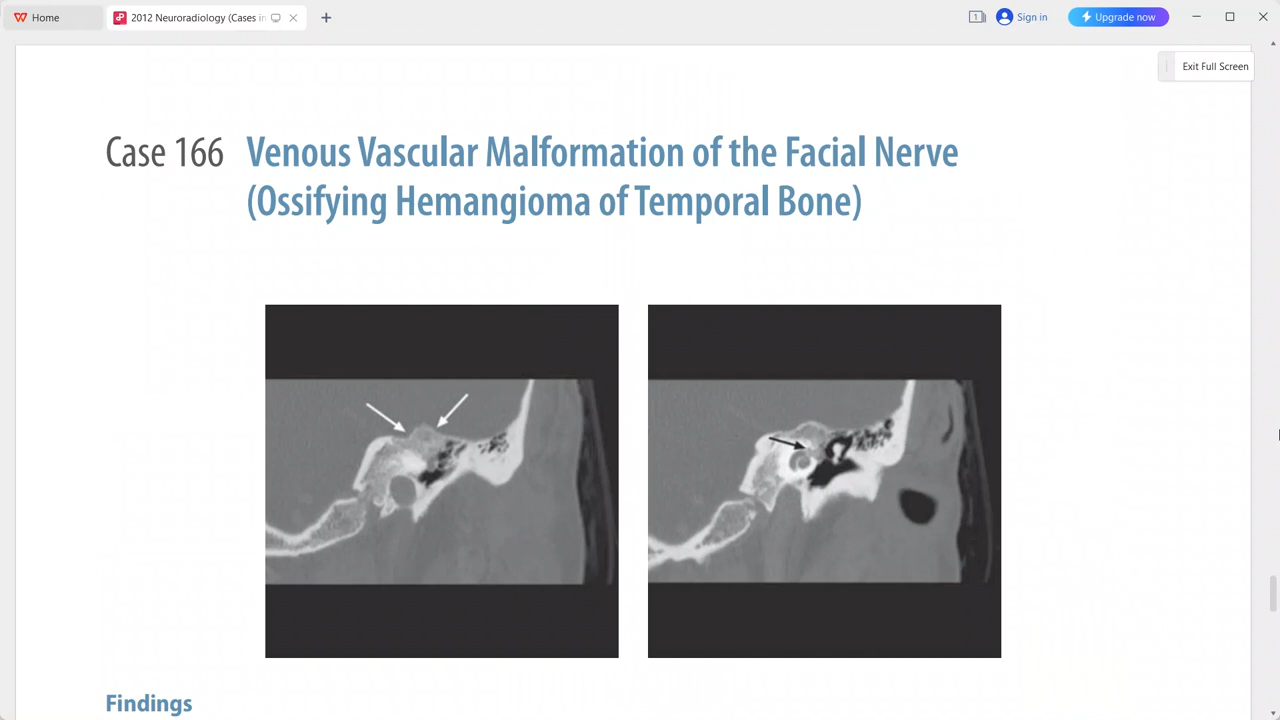 Home
2012 Neuroradiology (Cases in
1
Sign in
Upgrade now
Exit Full Screen
Case 166 Venous Vascular Malformation of the Facial Nerve
(Ossifying Hemangioma of Temporal Bone)
Findings